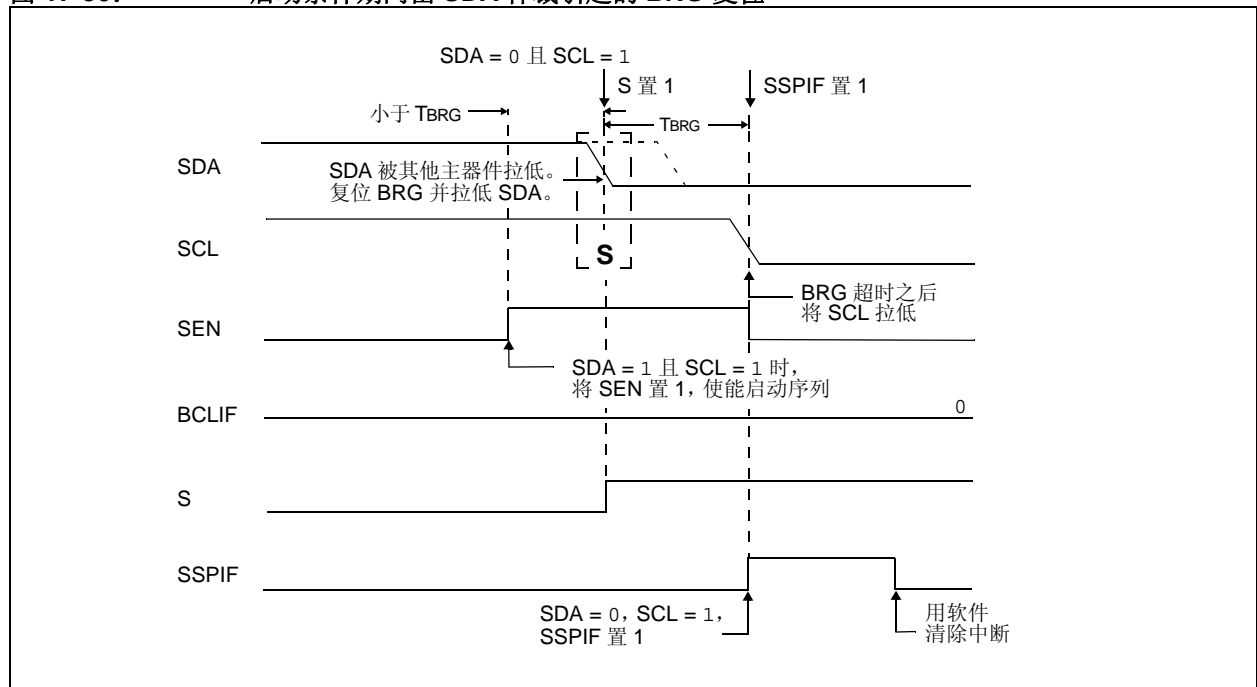 SDA = 0 且 SCL = 1
S 置 1
SSPIF 置 1
小于 TBRG
TBRG
SDA
SDA 被其他主器件拉低。
复位 BRG 并拉低 SDA。
SCL
S
BRG 超时之后
将 SCL 拉低
SEN
SDA = 1 且 SCL = 1 时，
将 SEN 置 1，使能启动序列
BCLIF
0
S
SSPIF
SDA = 0，SCL = 1，
SSPIF 置 1
用软件
清除中断